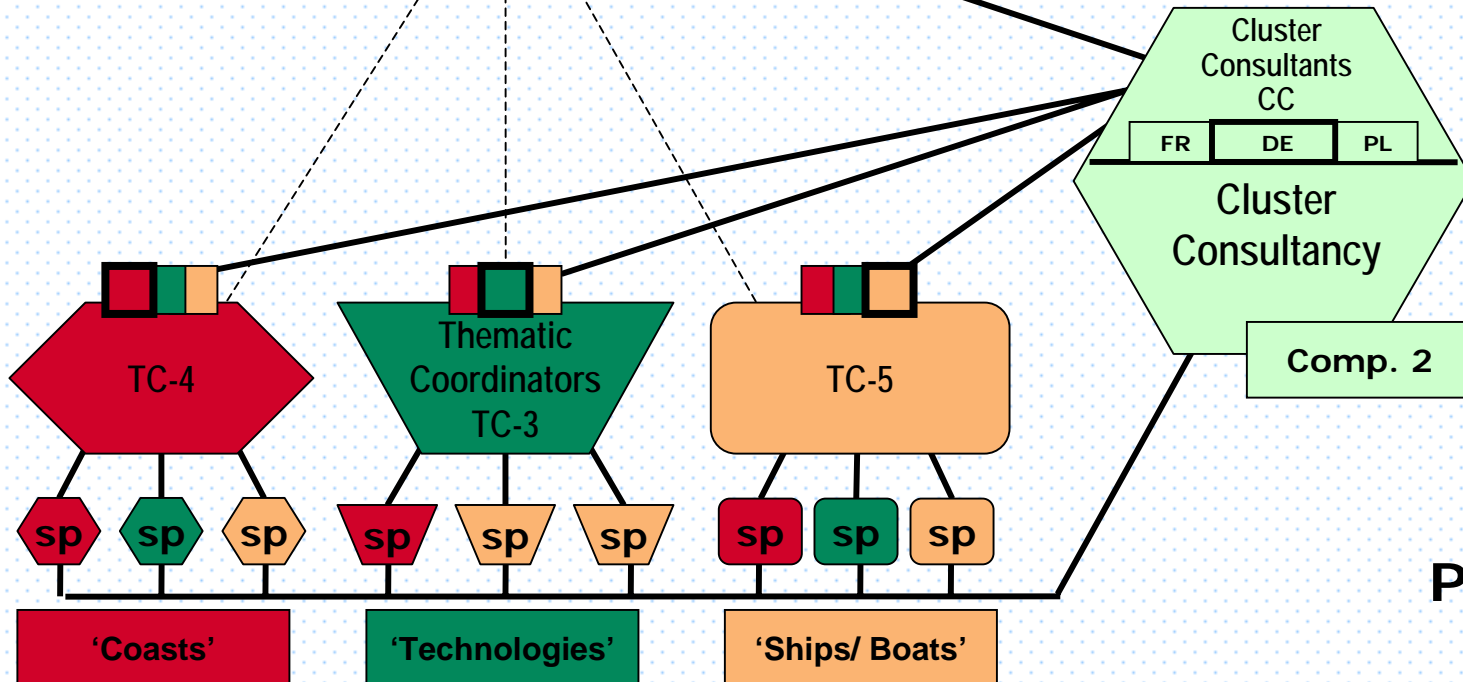 Cluster
Consultants
CC
FR DE PL
Cluster
Consultancy
Comp. 2
TC-4
Thematic
Coordinators
TC-3
TC-5
sp sp sp sp sp sp sp sp sp
P
‘Coasts’ ‘Technologies’ ‘Ships/ Boats’